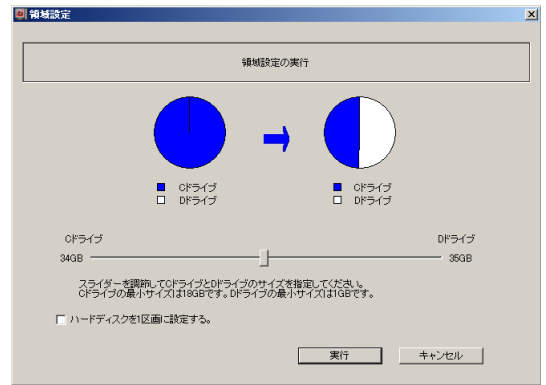 領域設定
領域設定の実行
Cドライブ
Dドライブ
Cドライブ
Dドライブ
Cドライブ
Dドライブ
34GB
35GB
スライダーを調節してCドライブとDドライブのサイズを指定してください。
Cドライブの最小サイズは18GBです。Dドライブの最小サイズは1GBです。
ハードディスクを1区画に設定する。
実行
キャンセル